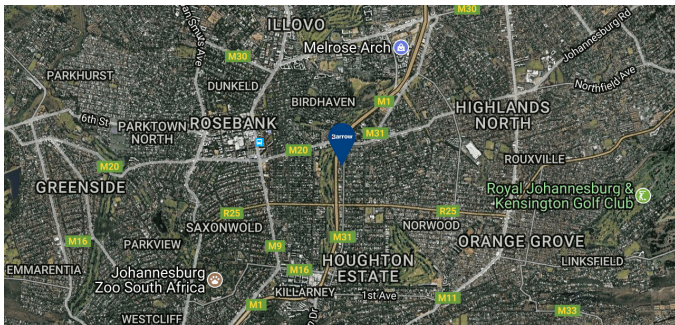 M30
ILLOVO
Melrose Arch
M30
Johannesburg Rd
PARKHURST
DUNKELD
Northfield Ave
BIRDHAVEN
M1
HIGHLANDS
NORTH
6th St
PARKTOWN
NORTH
ROSEBANK
M31
Barrow
M20
M20
ROUXVILLE
GREENSIDE
Royal Johannesburg &
Kensington Golf Club
R25
R25
SAXONWOLD
NORWOOD
M16
PARKVIEW
M9
M31
ORANGE GROVE
HOUGHTON
ESTATE
LINKSFIELD
EMMARENTIA
Johannesburg
Zoo South Africa
M16
KILLARNEY
1st Ave
M1
M11
M33
WESTCLIFF